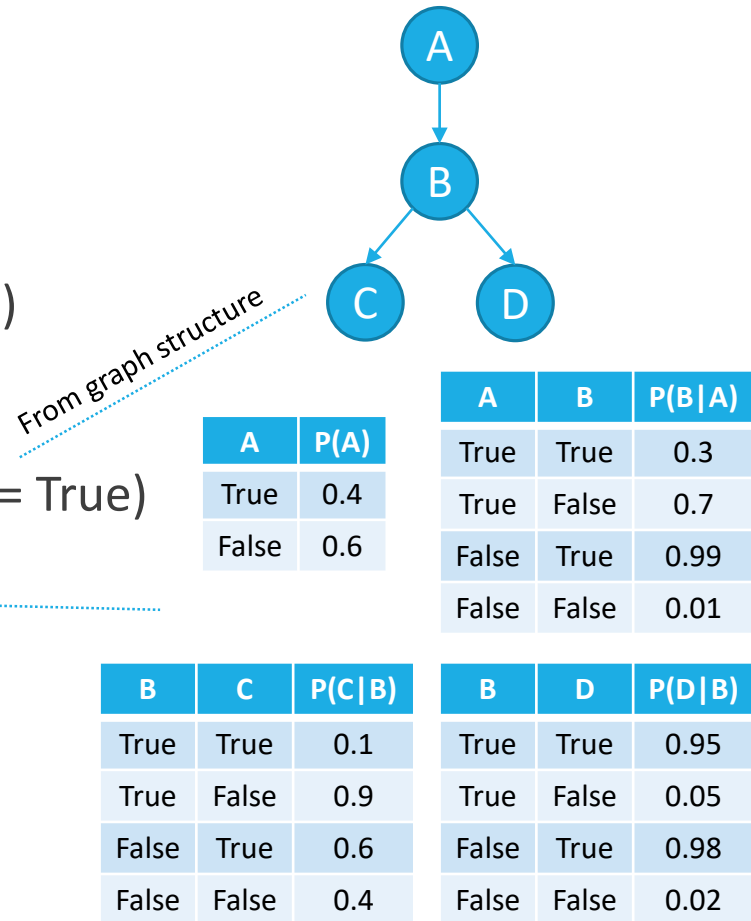 A
B
C
D
)
From graph structure
= True)
A P(A)
True 0.4
False 0.6
A B P(B|A)
True True 0.3
True False 0.7
False True 0.99
False False 0.01
B C P(C|B)
True True 0.1
True False 0.9
False True 0.6
False False 0.4
B D P(D|B)
True True 0.95
True False 0.05
False True 0.98
False False 0.02